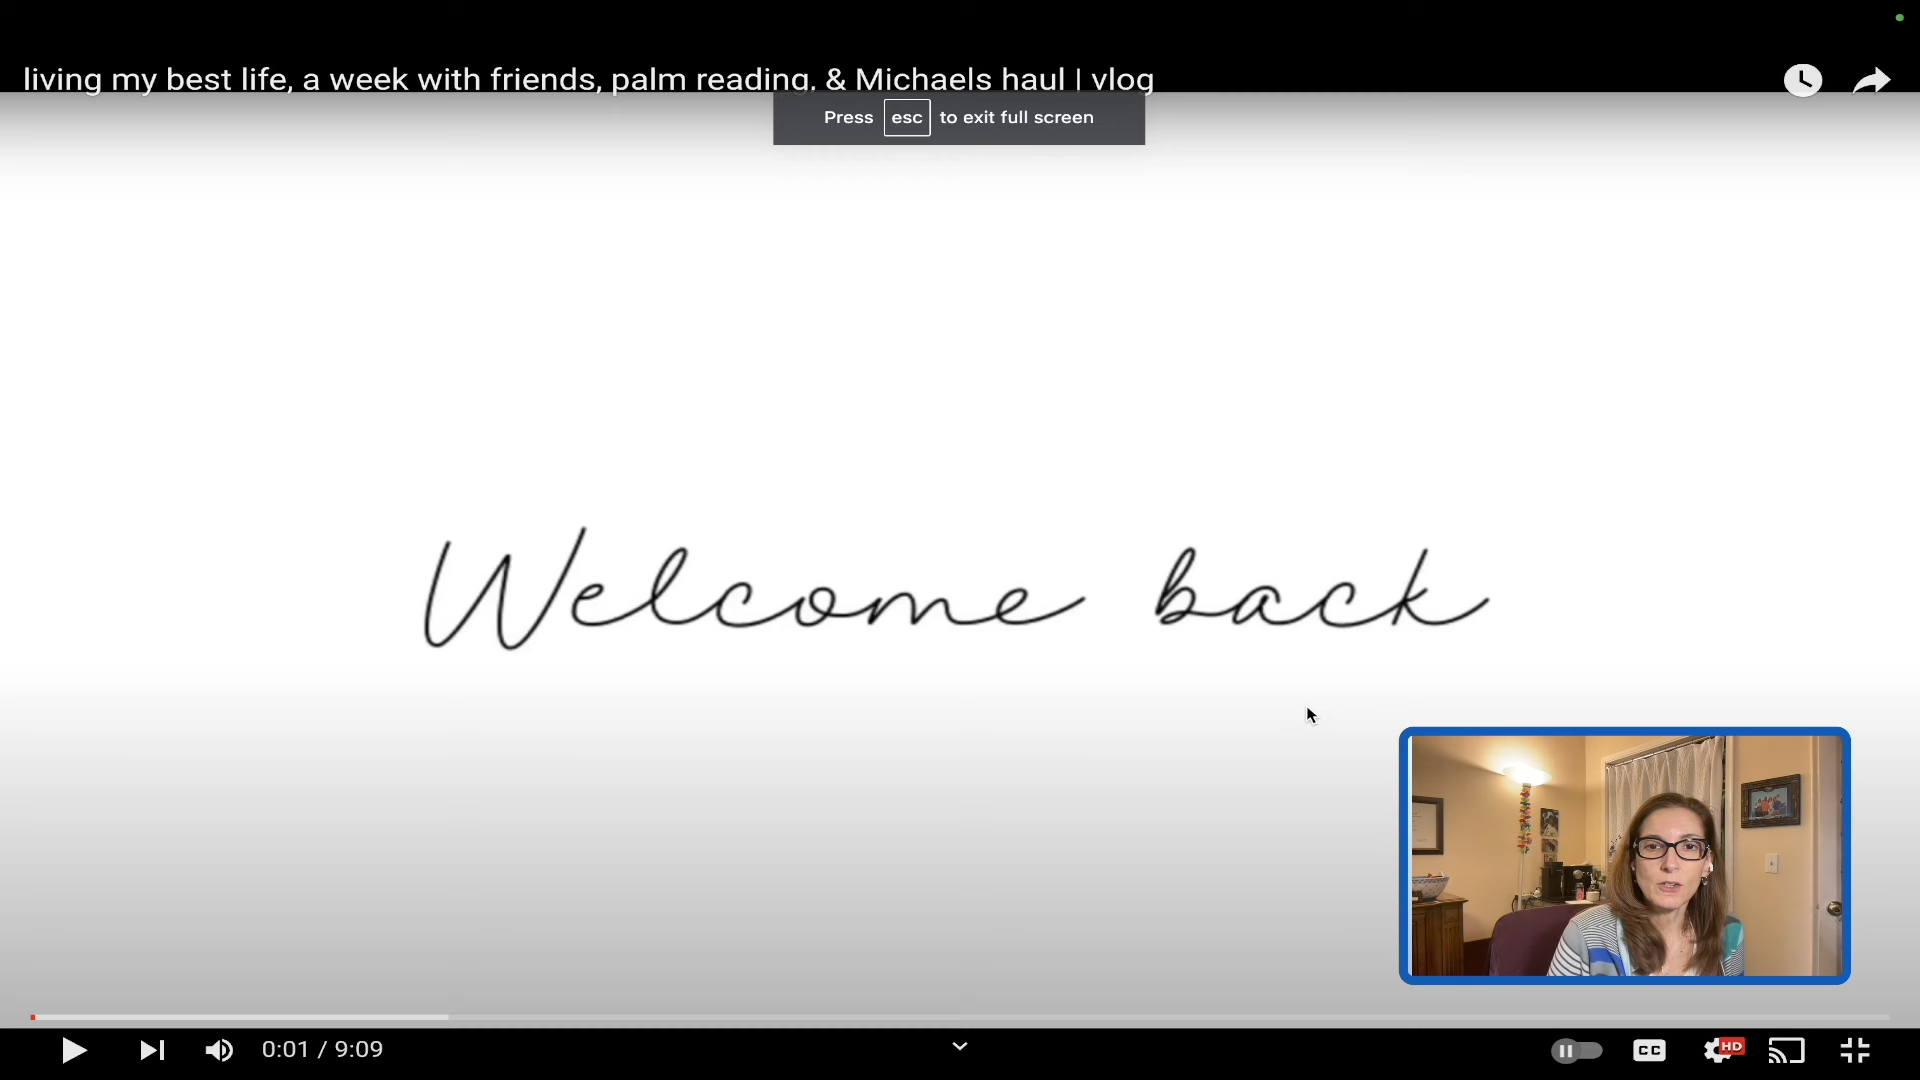 living my best life, a week with friends, palm reading, & Michaels haul | vlog
Press esc to exit full screen
Welcome back
0:01 / 9:09
CC
HD